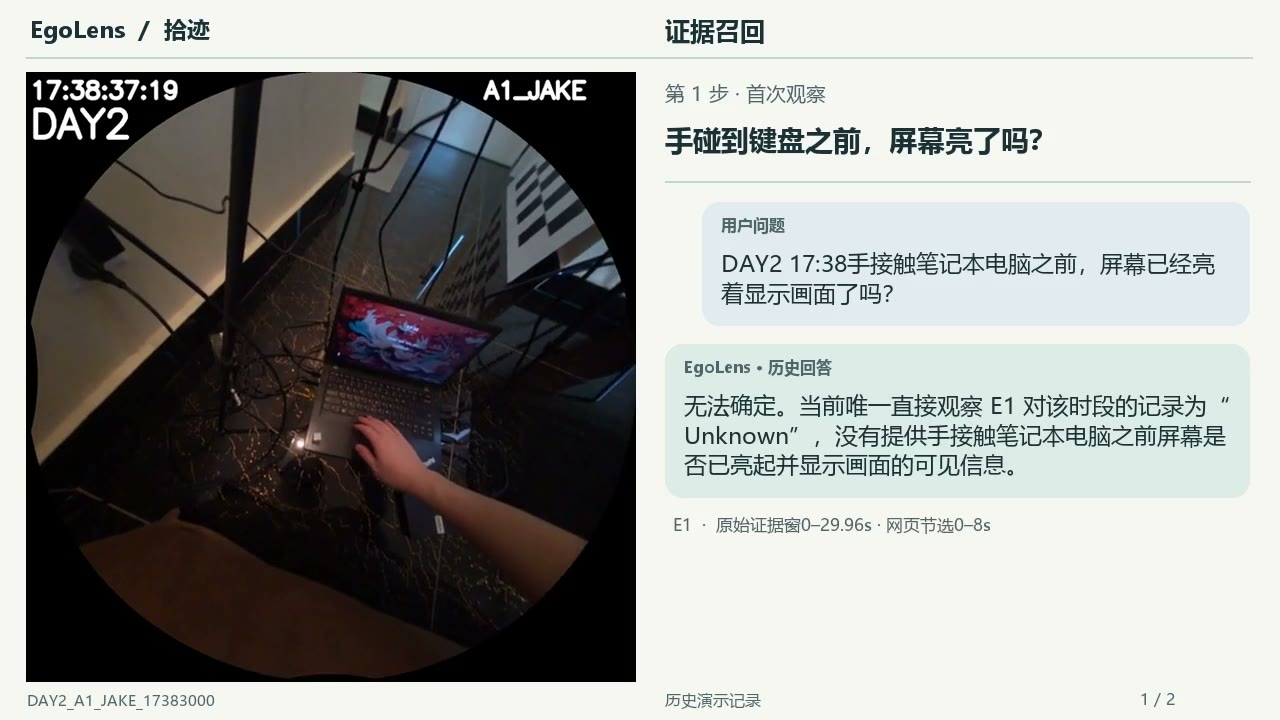 EgoLens / 拾迹
证据召回
17:38:37:19
A1_JAKE
DAY2
第 1 步 · 首次观察
手碰到键盘之前，屏幕亮了吗？
用户问题
DAY2 17:38手接触笔记本电脑之前，屏幕已经亮
着显示画面了吗？
EgoLens • 历史回答
无法确定。当前唯一直接观察 E1 对该时段的记录为“
Unknown”，没有提供手接触笔记本电脑之前屏幕是
否已亮起并显示画面的可见信息。
E1 · 原始证据窗0–29.96s · 网页节选0–8s
DAY2_A1_JAKE_17383000
历史演示记录
1 / 2